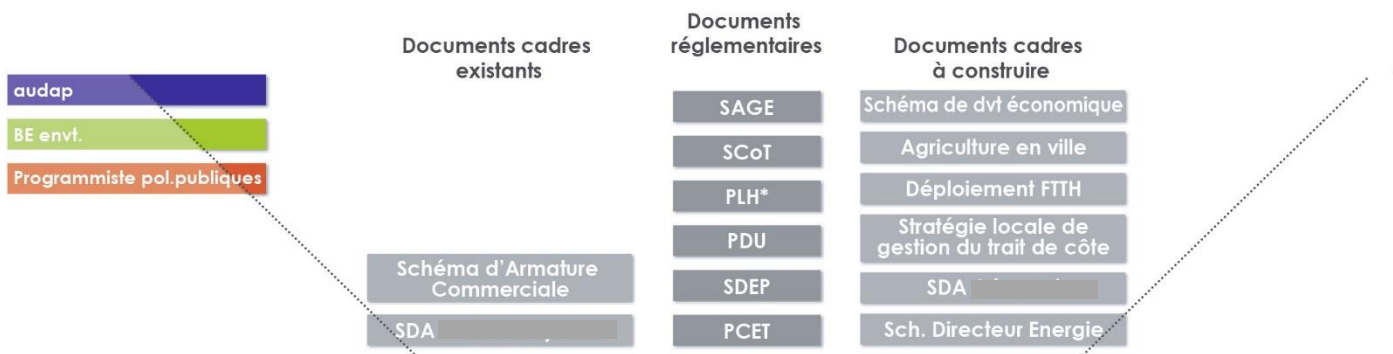 Documents cadres
existants
Documents
réglementaires
Documents cadres
à construire
audap
BE envt.
Programmiste pol.publiques
Schéma d’Armature
Commerciale
SDA
SAGE
SCoT
PLH*
PDU
SDEP
PCET
Schéma de dvt économique
Agriculture en ville
Déploiement FTTH
Stratégie locale de
gestion du trait de côte
SDA
Sch. Directeur Energie